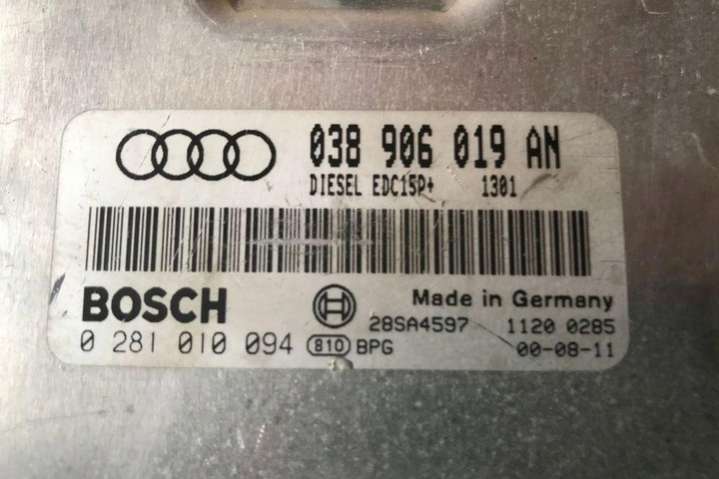 038 906 019 AN
DIESEL EDC15P+ 1301
BOSCH
Made in Germany
28SA4597 1120 0285
0 281 010 094 810 BPG 00-08-11